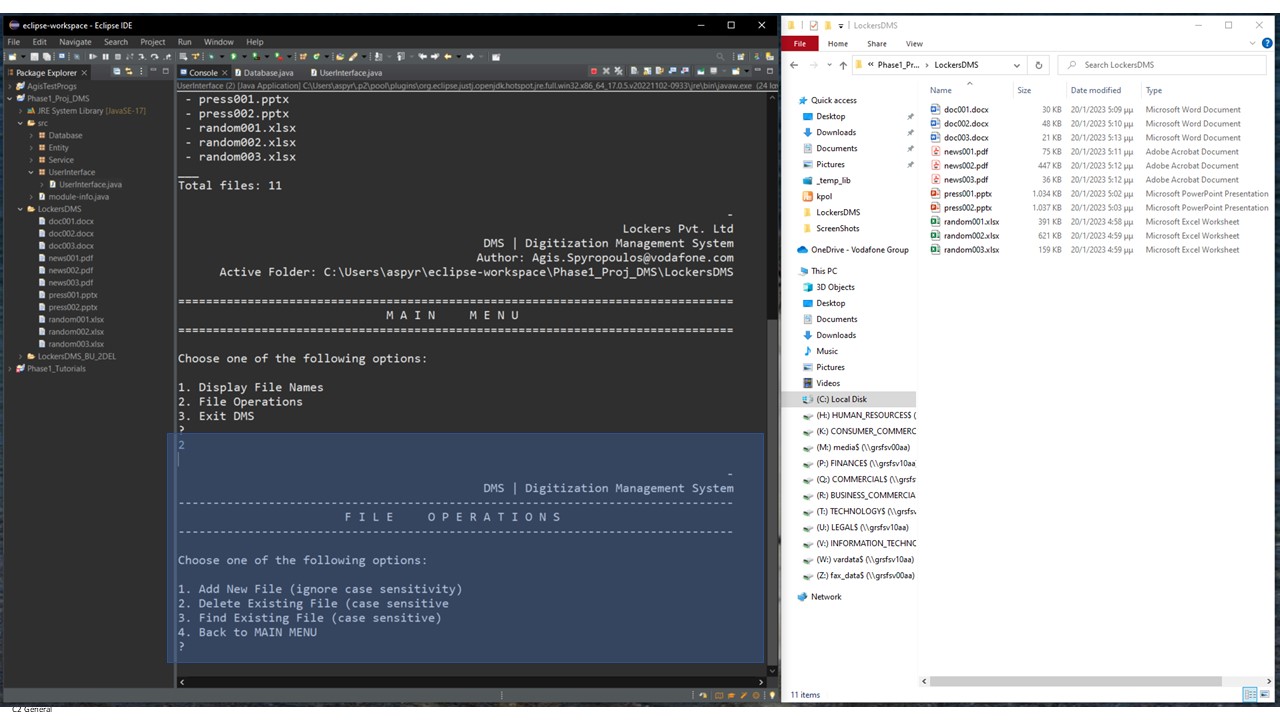 eclipse-workspace - Eclipse IDE
File Edit Navigate Search Project Run Window Help
Package Explorer
AgisTestProgs
Phase1_Proj_DMS
JRE System Library [JavaSE-17]
src
Database
Entity
Service
UserInterface
UserInterface.java
module-info.java
LockersDMS
doc001.docx
doc002.docx
doc003.docx
news001.pdf
news002.pdf
news003.pdf
press001.pptx
press002.pptx
random001.xlsx
random002.xlsx
random003.xlsx
LockersDMS_BU_2DEL
Phase1_Tutorials
Console Database.java UserInterface.java
UserInterface (2) [Java Application] C:\Users\aspyr\.p2\pool\plugins\org.eclipse.justj.openjdk.hotspot.jre.full.win32.x86_64_17.0.5.v20221102-0933\jre\bin\javaw.exe (24 Ιαν
- press001.pptx
- press002.pptx
- random001.xlsx
- random002.xlsx
- random003.xlsx
___
Total files: 11
-
Lockers Pvt. Ltd
DMS | Digitization Management System
Author: Agis.Spyropoulos@vodafone.com
Active Folder: C:\Users\aspyr\eclipse-workspace\Phase1_Proj_DMS\LockersDMS
================================================================================
M A I N M E N U
================================================================================
Choose one of the following options:
1. Display File Names
2. File Operations
3. Exit DMS
?
2
-
DMS | Digitization Management System
--------------------------------------------------------------------------------
F I L E O P E R A T I O N S
--------------------------------------------------------------------------------
Choose one of the following options:
1. Add New File (ignore case sensitivity)
2. Delete Existing File (case sensitive
3. Find Existing File (case sensitive)
4. Back to MAIN MENU
?
C2 General
LockersDMS
File Home Share View
« Phase1_Pr... › LockersDMS
Search LockersDMS
Quick access
Desktop
Downloads
Documents
Pictures
_temp_lib
kpol
LockersDMS
ScreenShots
OneDrive - Vodafone Group
This PC
3D Objects
Desktop
Documents
Downloads
Music
Pictures
Videos
(C:) Local Disk
(H:) HUMAN_RESOURCES$ (
(K:) CONSUMER_COMMERC
(M:) media$ (\\grsfsv00aa)
(P:) FINANCE$ (\\grsfsv10aa
(Q:) COMMERCIAL$ (\\grsfs
(R:) BUSINESS_COMMERCIA
(T:) TECHNOLOGY$ (\\grsfsv
(U:) LEGAL$ (\\grsfsv10aa)
(V:) INFORMATION_TECHNC
(W:) vardata$ (\\grsfsv10aa)
(Z:) fax_data$ (\\grsfsv00aa)
Network
Name Size Date modified Type
doc001.docx 30 KB 20/1/2023 5:09 μμ Microsoft Word Document
doc002.docx 48 KB 20/1/2023 5:10 μμ Microsoft Word Document
doc003.docx 21 KB 20/1/2023 5:13 μμ Microsoft Word Document
news001.pdf 75 KB 20/1/2023 5:11 μμ Adobe Acrobat Document
news002.pdf 447 KB 20/1/2023 5:12 μμ Adobe Acrobat Document
news003.pdf 36 KB 20/1/2023 5:12 μμ Adobe Acrobat Document
press001.pptx 1.034 KB 20/1/2023 5:02 μμ Microsoft PowerPoint Presentation
press002.pptx 1.037 KB 20/1/2023 5:03 μμ Microsoft PowerPoint Presentation
random001.xlsx 391 KB 20/1/2023 4:58 μμ Microsoft Excel Worksheet
random002.xlsx 621 KB 20/1/2023 4:59 μμ Microsoft Excel Worksheet
random003.xlsx 159 KB 20/1/2023 4:59 μμ Microsoft Excel Worksheet
11 items